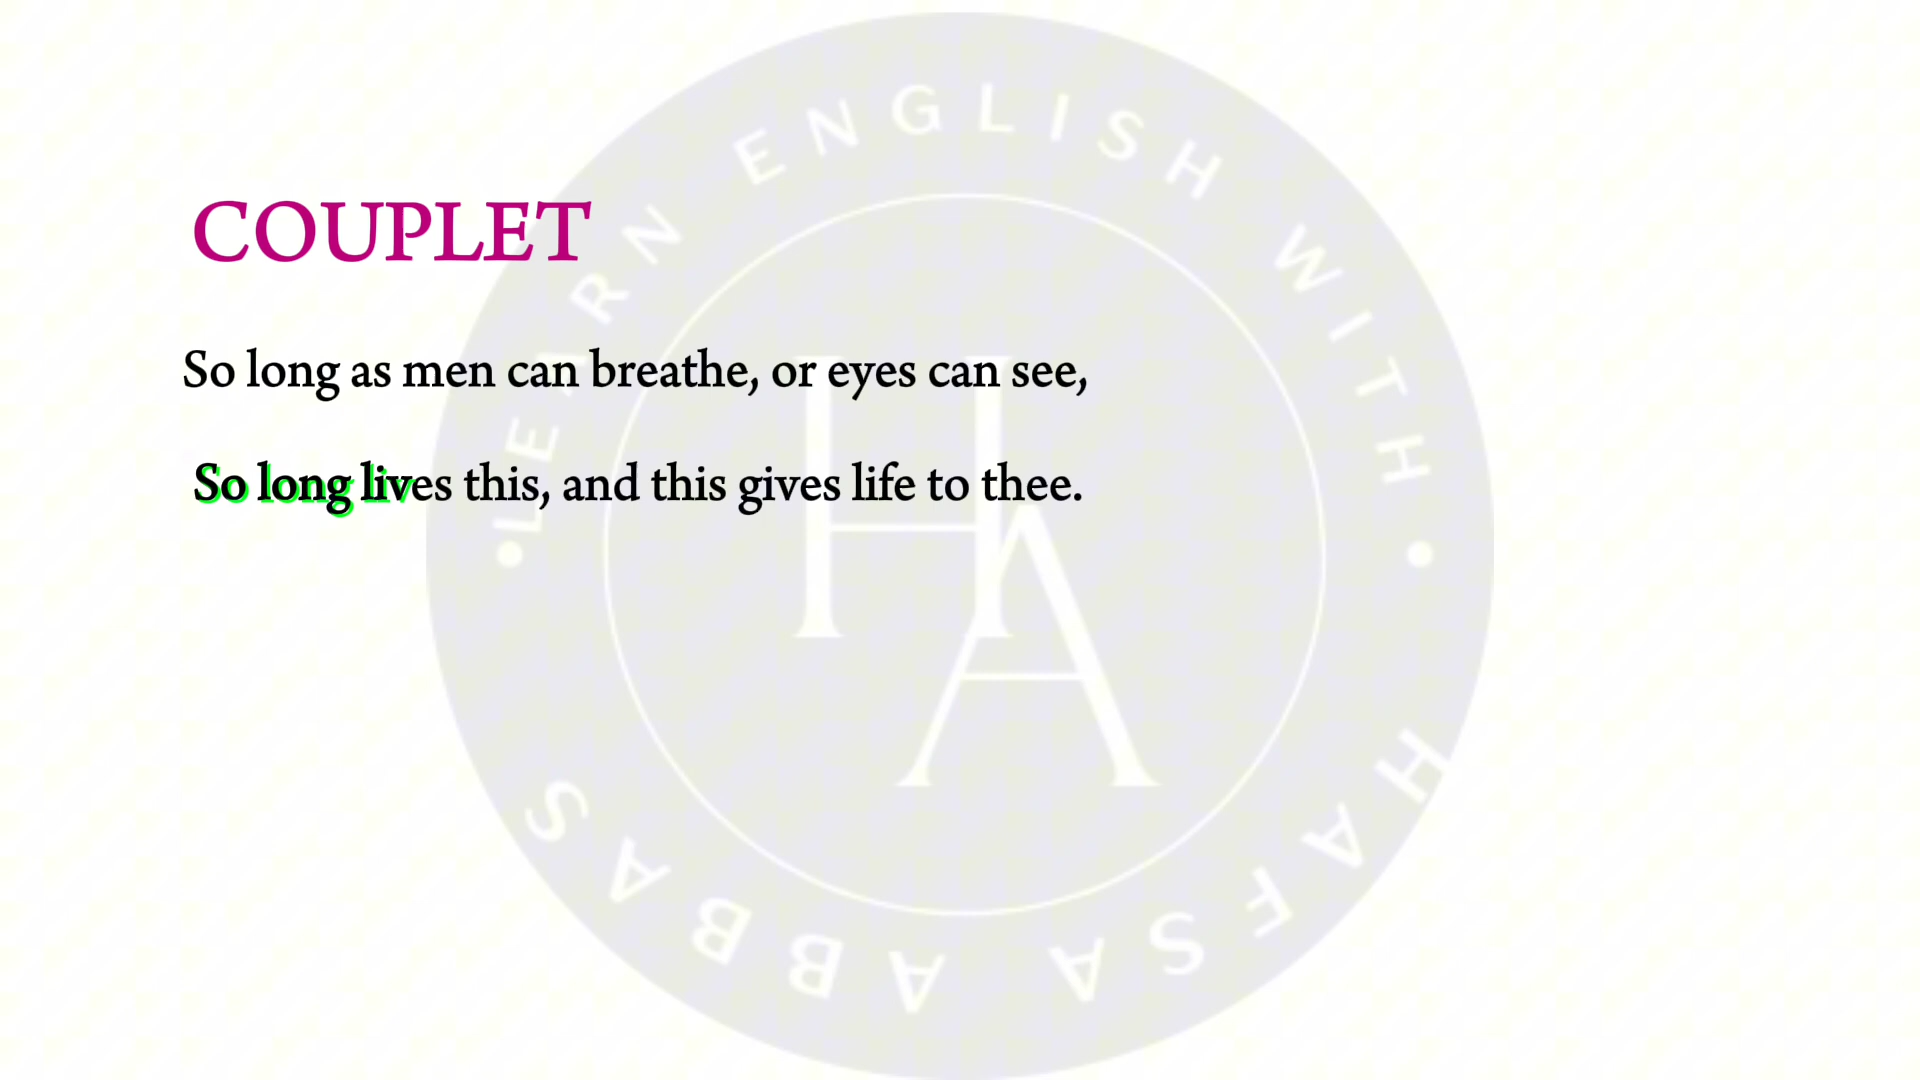 LEARN ENGLISH WITH
COUPLET
So long as men can breathe, or eyes can see,
So long lives this, and this gives life to thee.
HA
HAFSA ABBAS